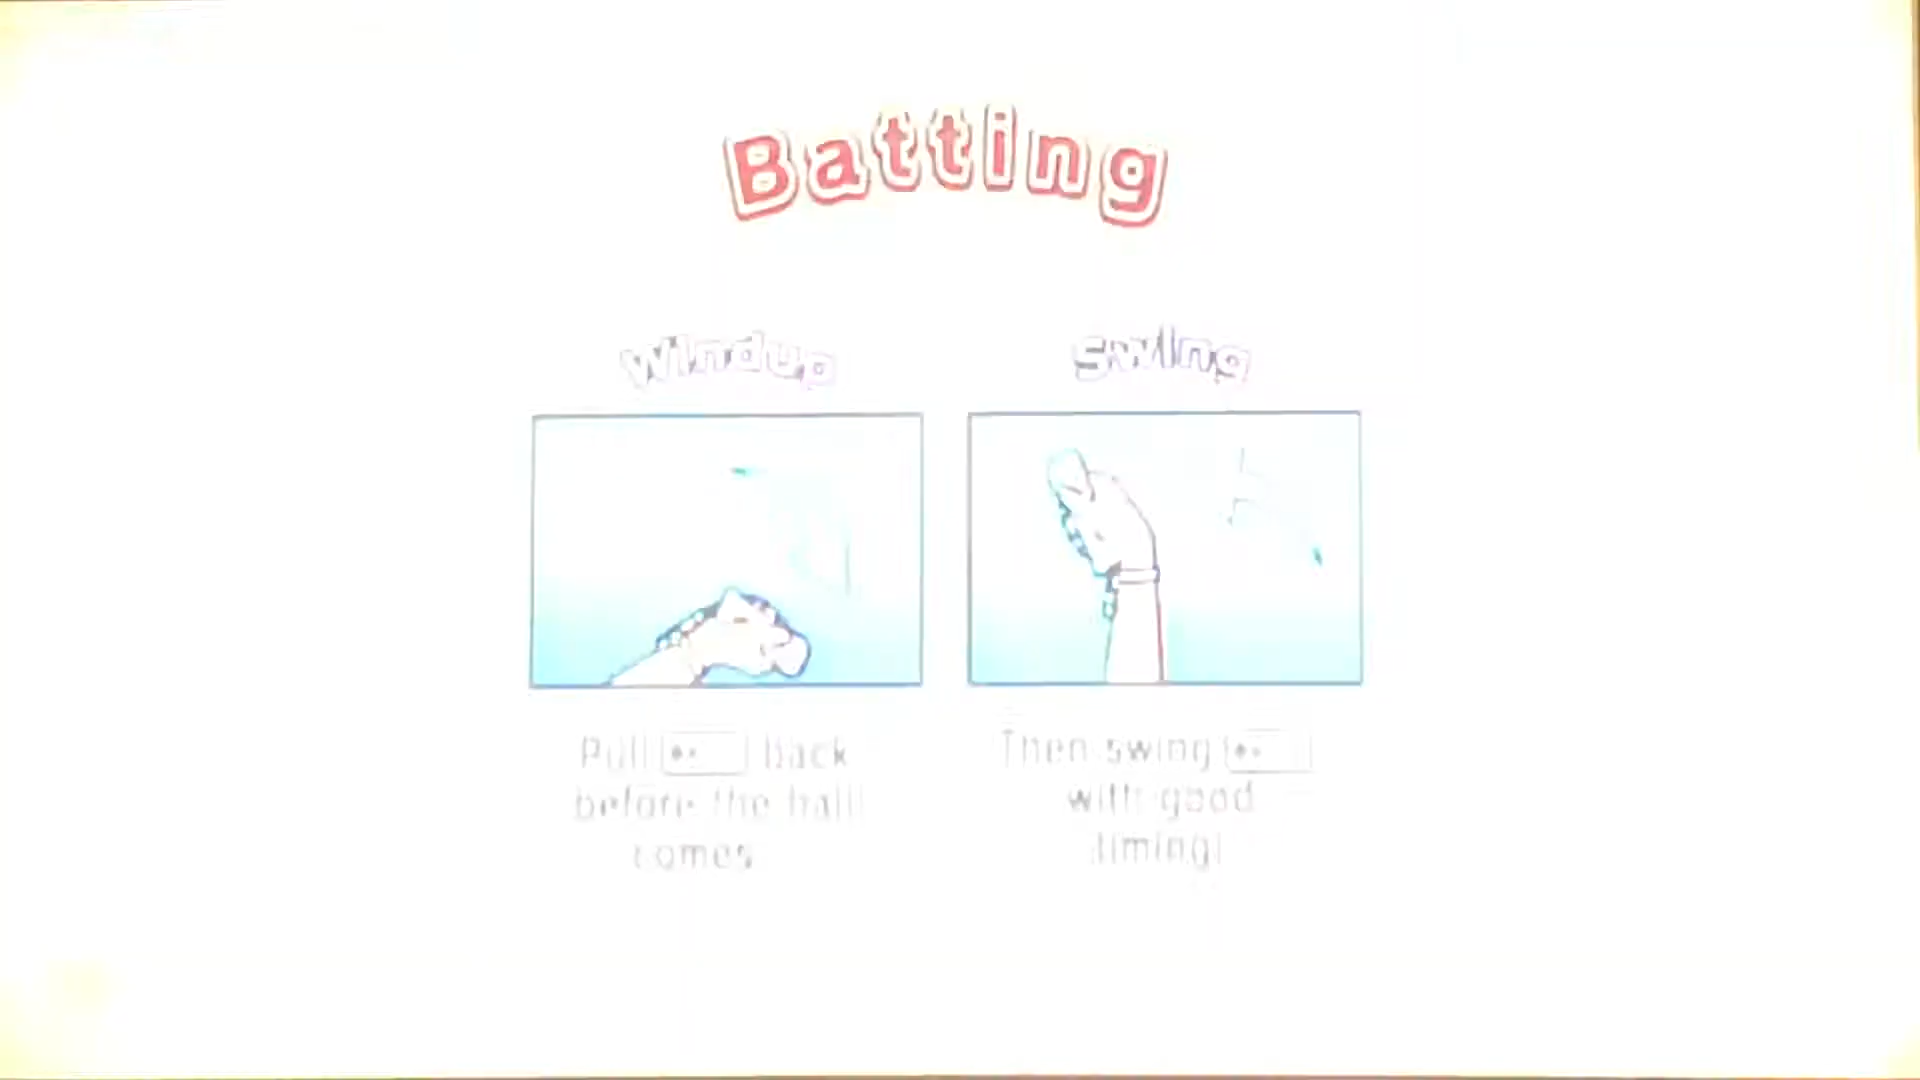 Batting
Windup
Swing
Pull back
before the ball
comes
Then swing
with good
timing!